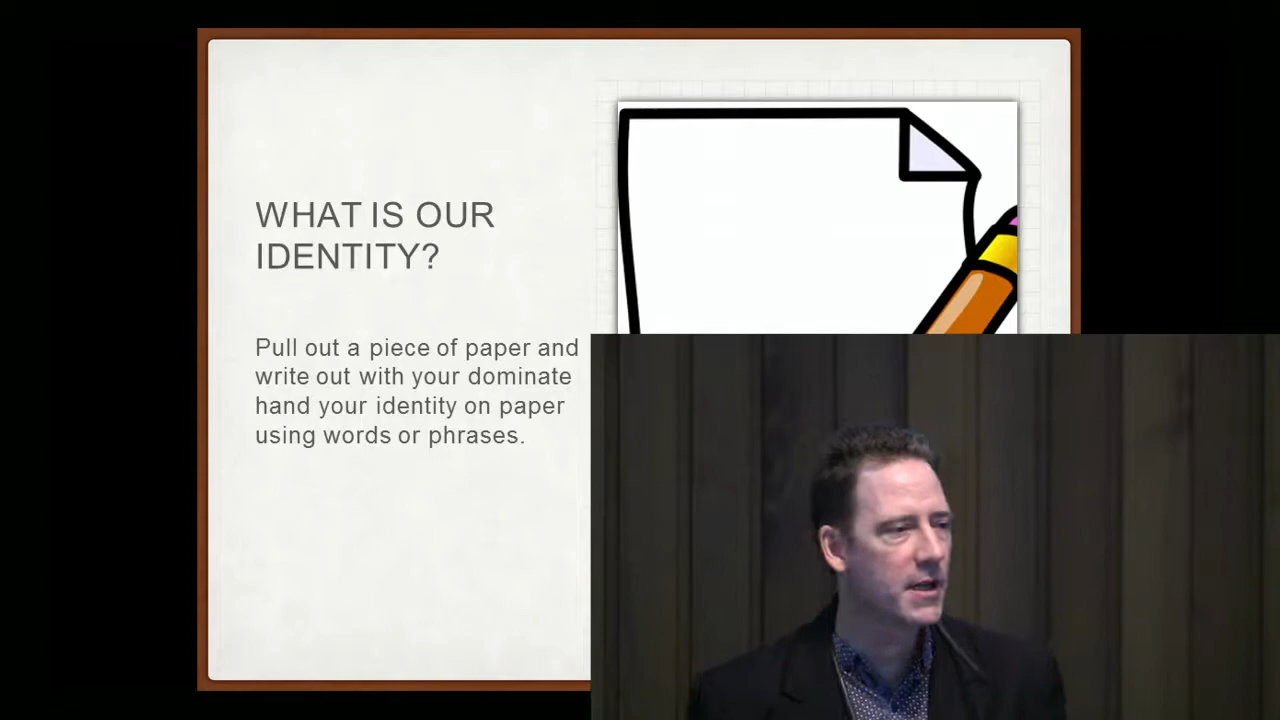 WHAT IS OUR
IDENTITY?
Pull out a piece of paper and
write out with your dominate
hand your identity on paper
using words or phrases.